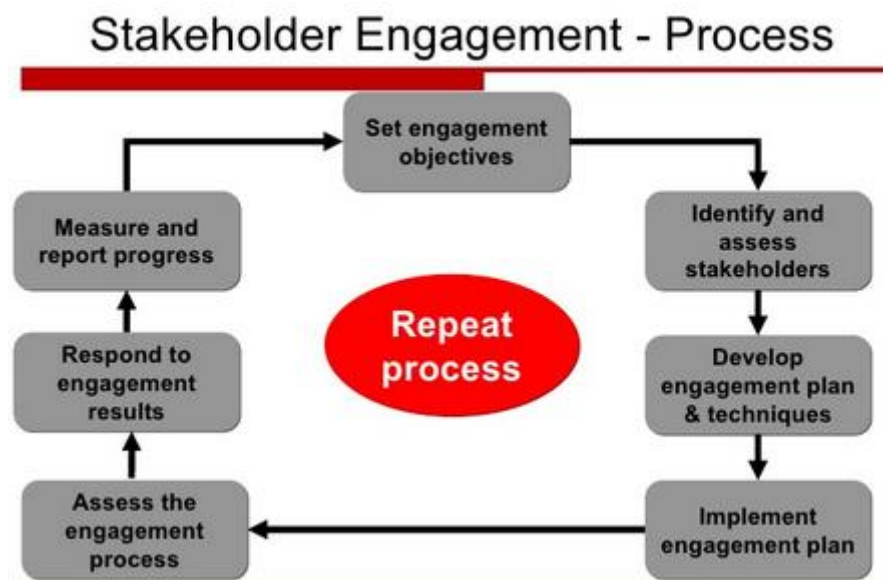 Stakeholder Engagement - Process
Set engagement
objectives
Identify and
assess
stakeholders
Develop
engagement plan
& techniques
Implement
engagement plan
Assess the
engagement
process
Respond to
engagement
results
Measure and
report progress
Repeat
process